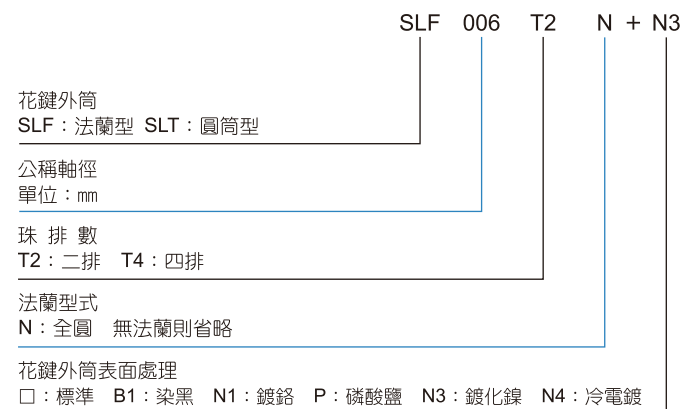 SLF 006 T2 N + N3
花鍵外筒
SLF：法蘭型 SLT：圓筒型
公稱軸徑
單位：mm
珠 排 數
T2：二排 T4：四排
法蘭型式
N：全圓 無法蘭則省略
花鍵外筒表面處理
□：標準 B1：染黑 N1：鍍鉻 P：磷酸鹽 N3：鍍化鎳 N4：冷電鍍